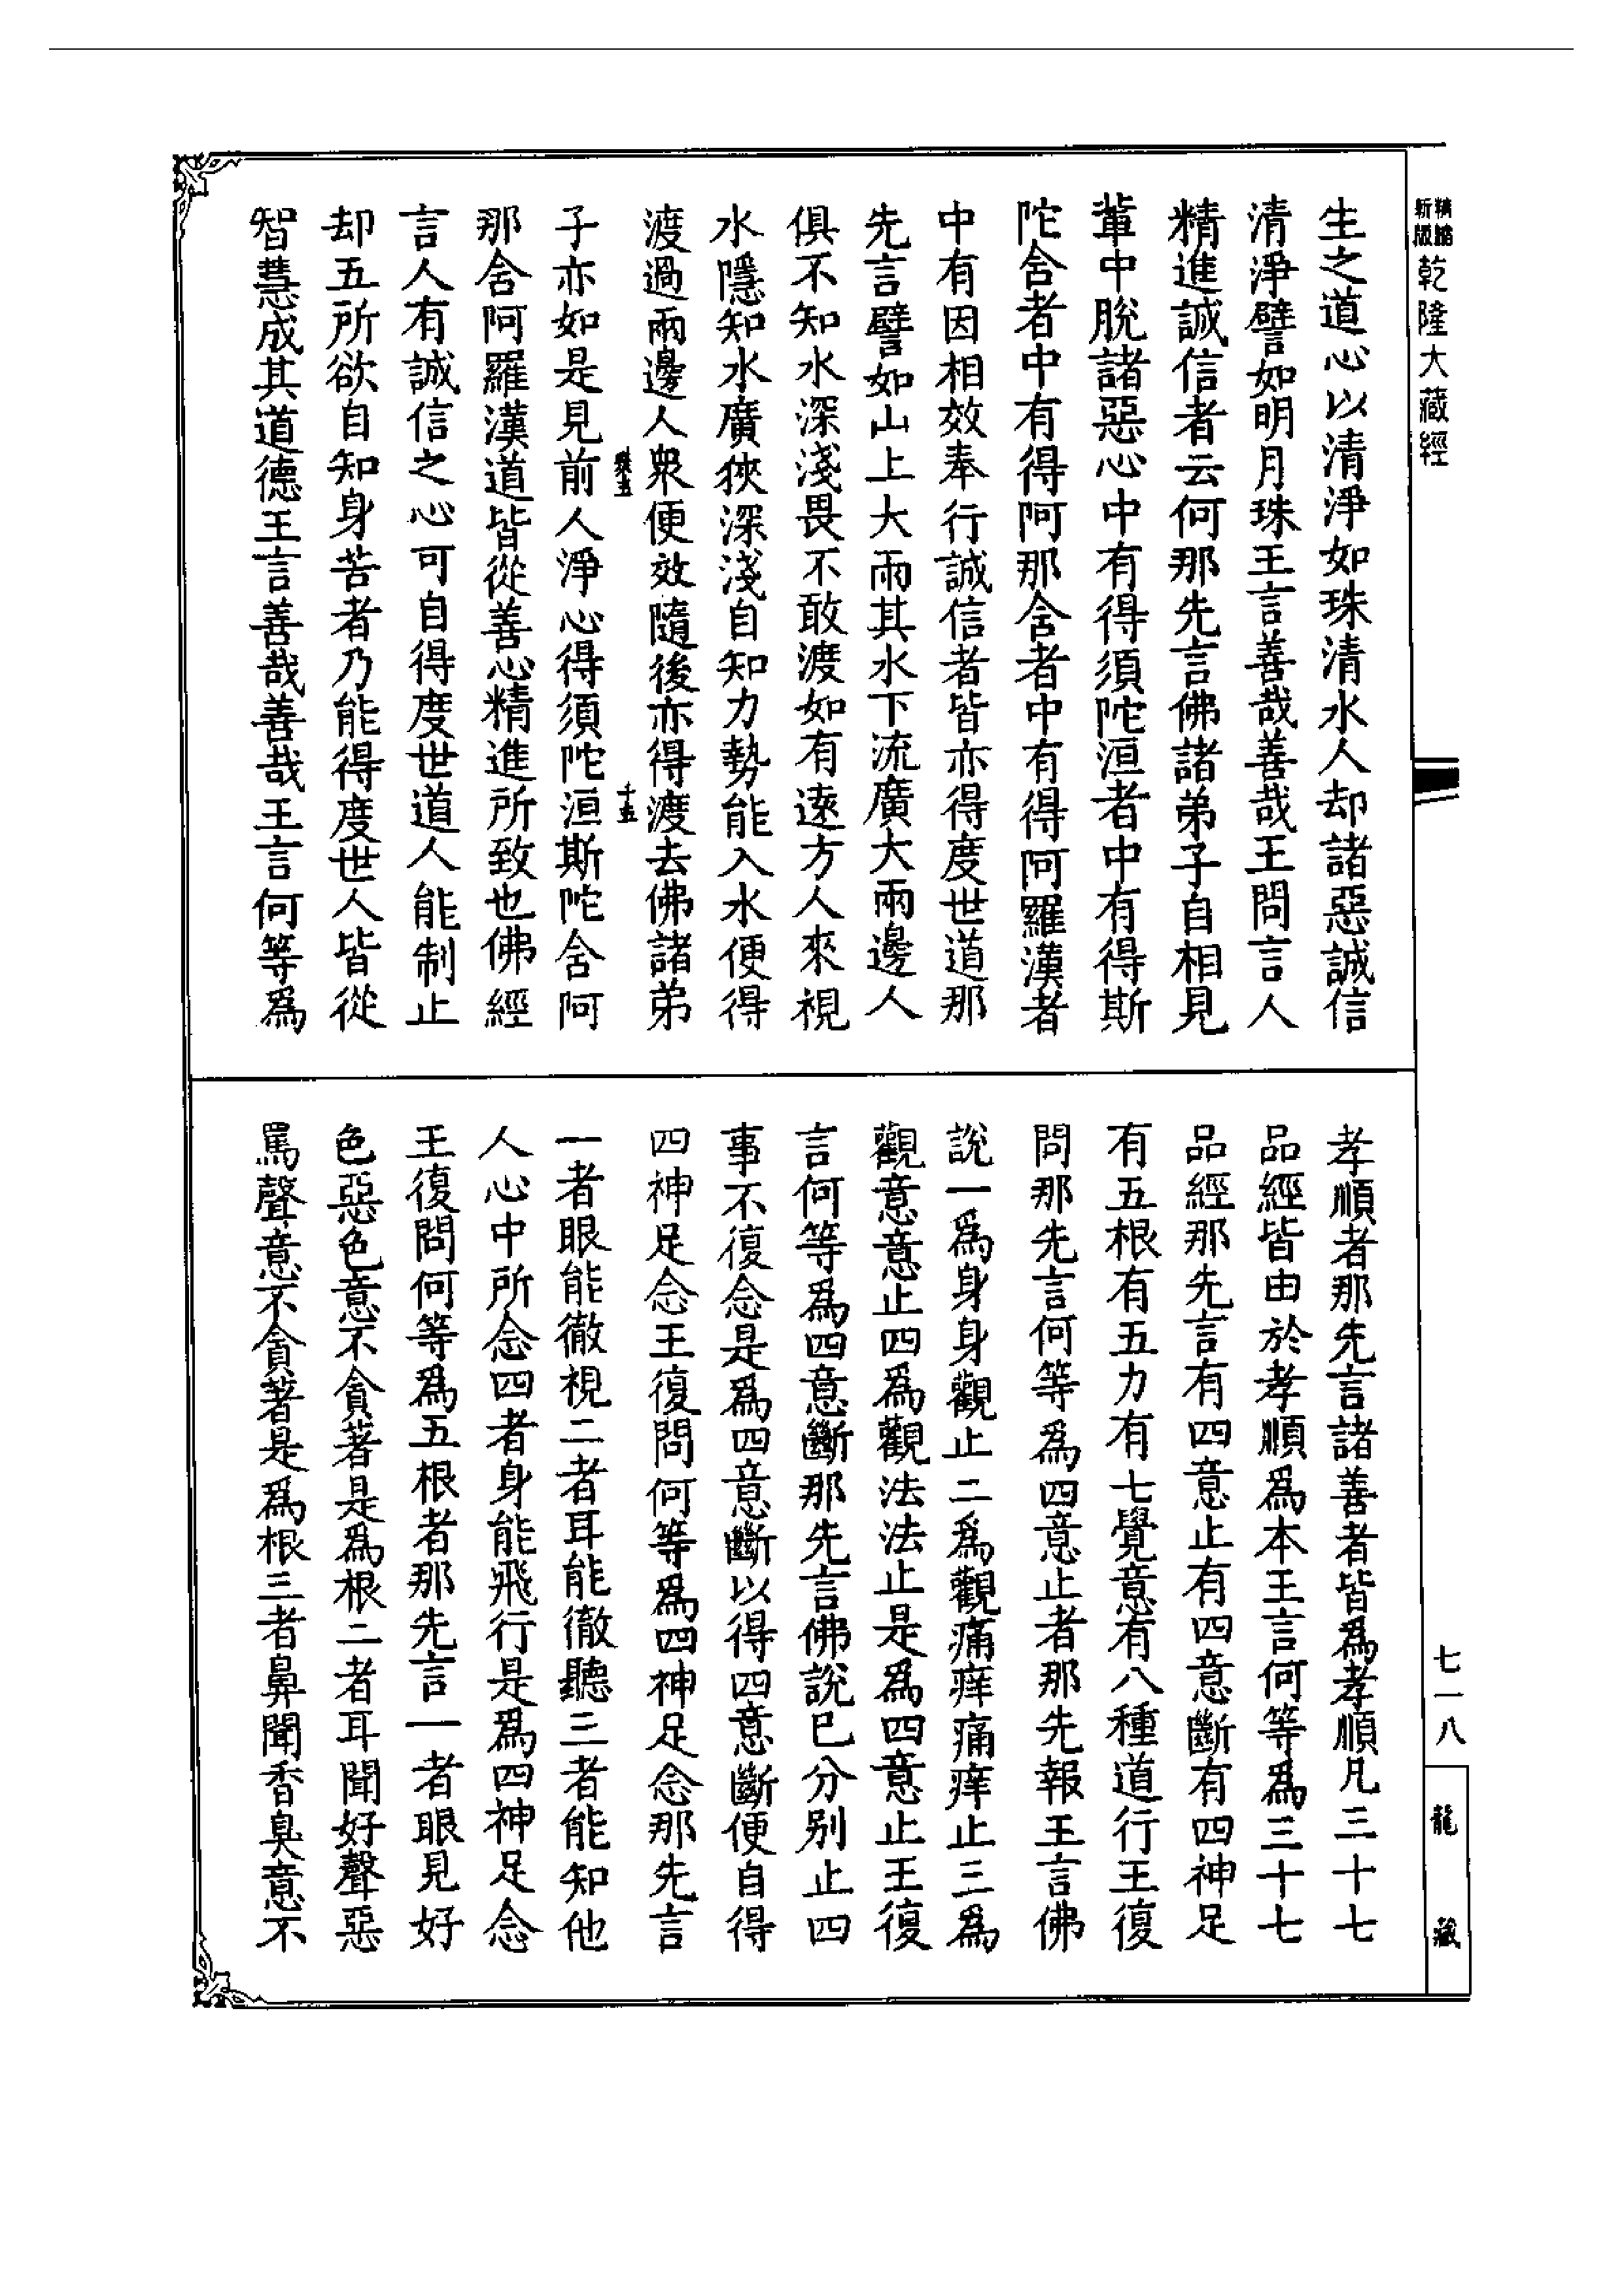 新版精縮
乾隆大藏經
七一八
龍藏
生之道心以清淨如珠清水人却諸惡誠信
清淨譬如明月珠王言善哉善哉王問言人
精進誠信者云何那先言佛諸弟子自相見
輩中脫諸惡心中有得須陀洹者中有得斯
陀含者中有得阿那含者中有得阿羅漢者
中有因相效奉行誠信者皆亦得度世道那
先言譬如山上大雨其水下流廣大兩邊人
俱不知水深淺畏不敢渡如有遠方人來視
水隱知水廣狹深淺自知力勢能入水便得
渡過兩邊人衆便效隨後亦得渡去佛諸弟
十五
子亦如是見前人淨心得須陀洹斯陀含阿
那含阿羅漢道皆從善心精進所致也佛經
言人有誠信之心可自得度世道人能制止
却五所欲自知身苦者乃能得度世人皆從
智慧成其道德王言善哉善哉王言何等為
孝順者那先言諸善者皆為孝順凡三十七
品經皆由於孝順為本王言何等為三十七
品經那先言有四意止有四意斷有四神足
有五根有五力有七覺意有八種道行王復
問那先言何等為四意止者那先報王言佛
說一為身身觀止二為觀痛痒痛痒止三為
觀意意止四為觀法法止是為四意止王復
言何等為四意斷那先言佛說已分別止四
事不復念是為四意斷以得四意斷便自得
四神足念王復問何等為四神足念那先言
一者眼能徹視二者耳能徹聽三者能知他
人心中所念四者身能飛行是為四神足念
王復問何等為五根者那先言一者眼見好
色惡色意不貪著是為根二者耳聞好聲惡
罵聲意不貪著是為根三者鼻聞香臭意不